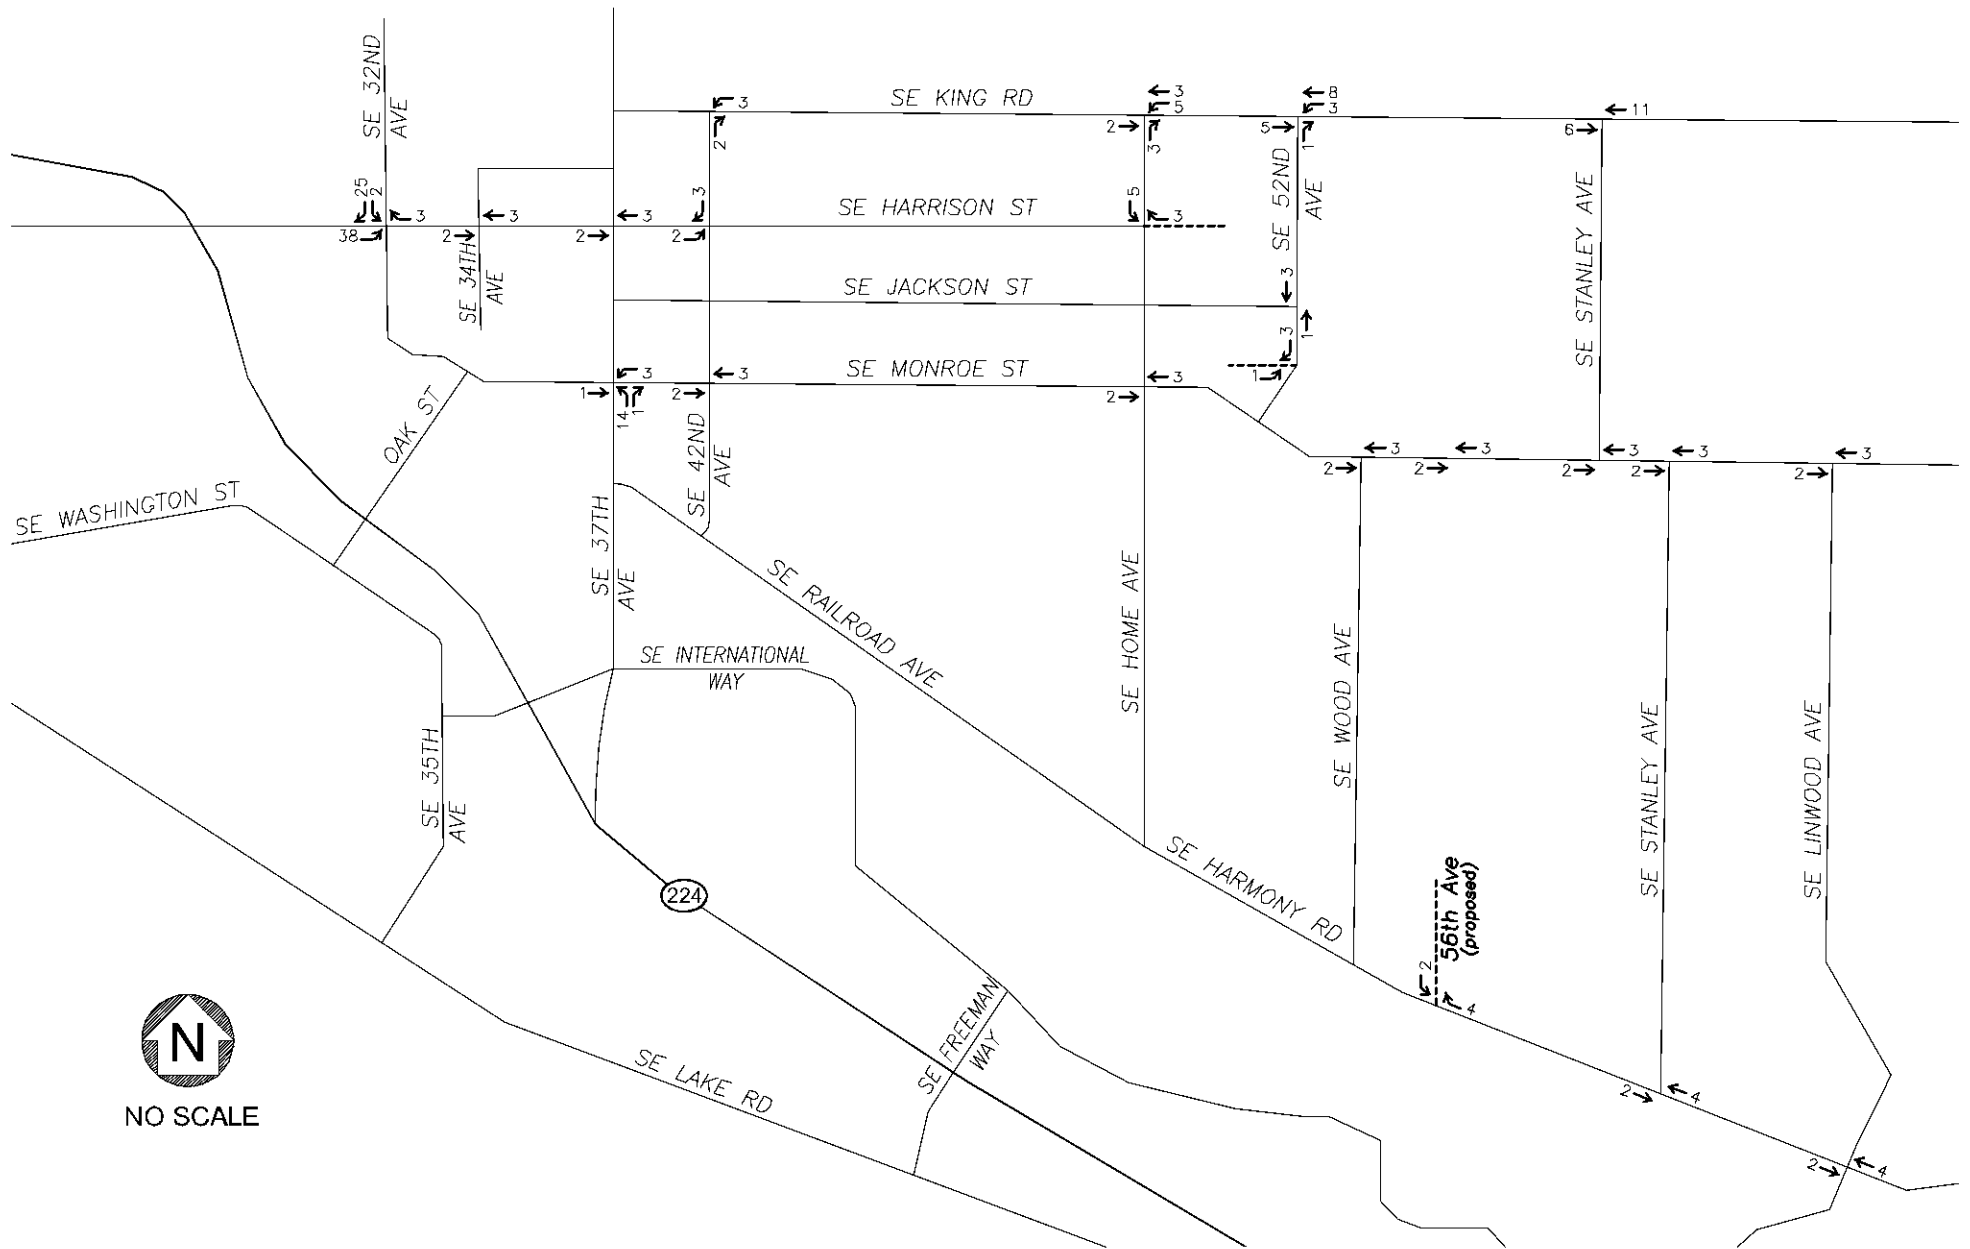 SE 32ND
AVE
SE KING RD
3
2
3
5
2
3
8
3
5
1
11
6
25
2
3
38
3
2
3
2
3
2
5
3
SE HARRISON ST
SE 34TH
AVE
SE 52ND
AVE
SE STANLEY AVE
SE JACKSON ST
3
1
3
1
SE MONROE ST
3
1
14
1
3
2
3
2
3
2
3
2
3
2
3
2
3
2
OAK ST
SE 42ND
AVE
SE WASHINGTON ST
SE 37TH
AVE
SE RAILROAD AVE
SE HOME AVE
SE INTERNATIONAL
WAY
SE WOOD AVE
SE STANLEY AVE
SE LINWOOD AVE
SE 35TH
AVE
224
SE HARMONY RD
56th Ave
(proposed)
2
4
SE FREEMAN
WAY
SE LAKE RD
2
4
2
4
N
NO SCALE